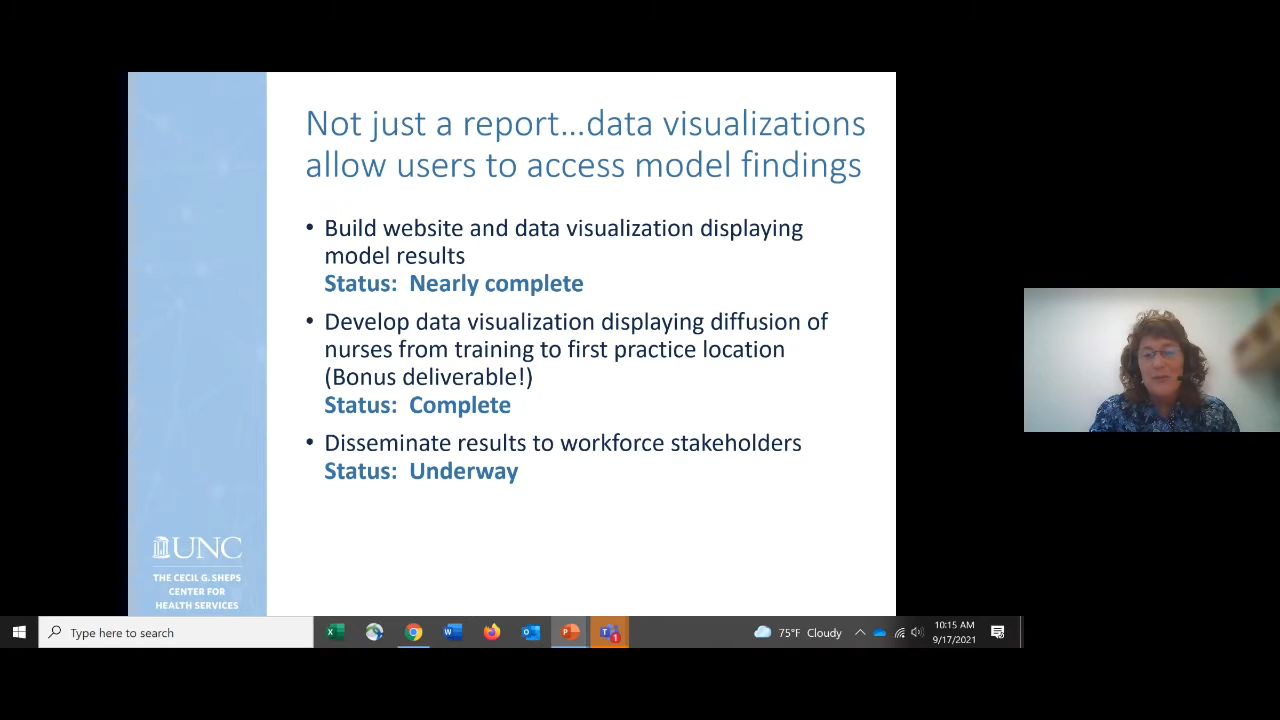 Not just a report…data visualizations
allow users to access model findings
• Build website and data visualization displaying
model results
Status:  Nearly complete
• Develop data visualization displaying diffusion of
nurses from training to first practice location
(Bonus deliverable!)
Status:  Complete
• Disseminate results to workforce stakeholders
Status:  Underway
UNC
THE CECIL G. SHEPS
CENTER FOR
HEALTH SERVICES
Type here to search
75°F Cloudy
10:15 AM
9/17/2021